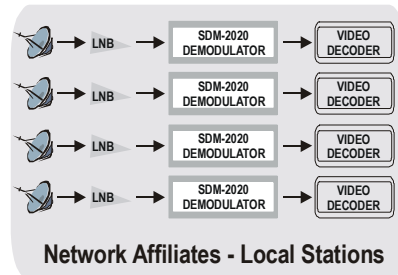 LNB
SDM-2020
DEMODULATOR
VIDEO
DECODER
LNB
SDM-2020
DEMODULATOR
VIDEO
DECODER
LNB
SDM-2020
DEMODULATOR
VIDEO
DECODER
LNB
SDM-2020
DEMODULATOR
VIDEO
DECODER
Network Affiliates - Local Stations